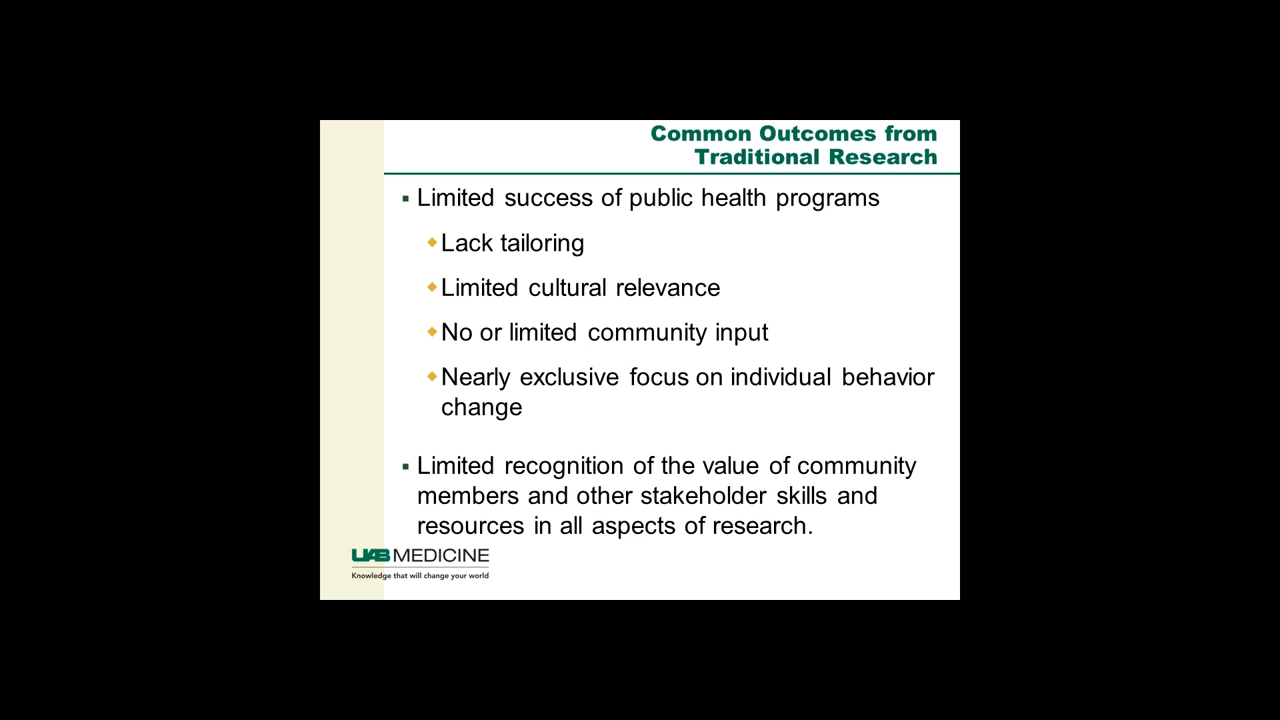 Common Outcomes from
Traditional Research
▪ Limited success of public health programs
◆Lack tailoring
◆Limited cultural relevance
◆No or limited community input
◆Nearly exclusive focus on individual behavior
change
▪ Limited recognition of the value of community
members and other stakeholder skills and
resources in all aspects of research.
UAB MEDICINE
Knowledge that will change your world